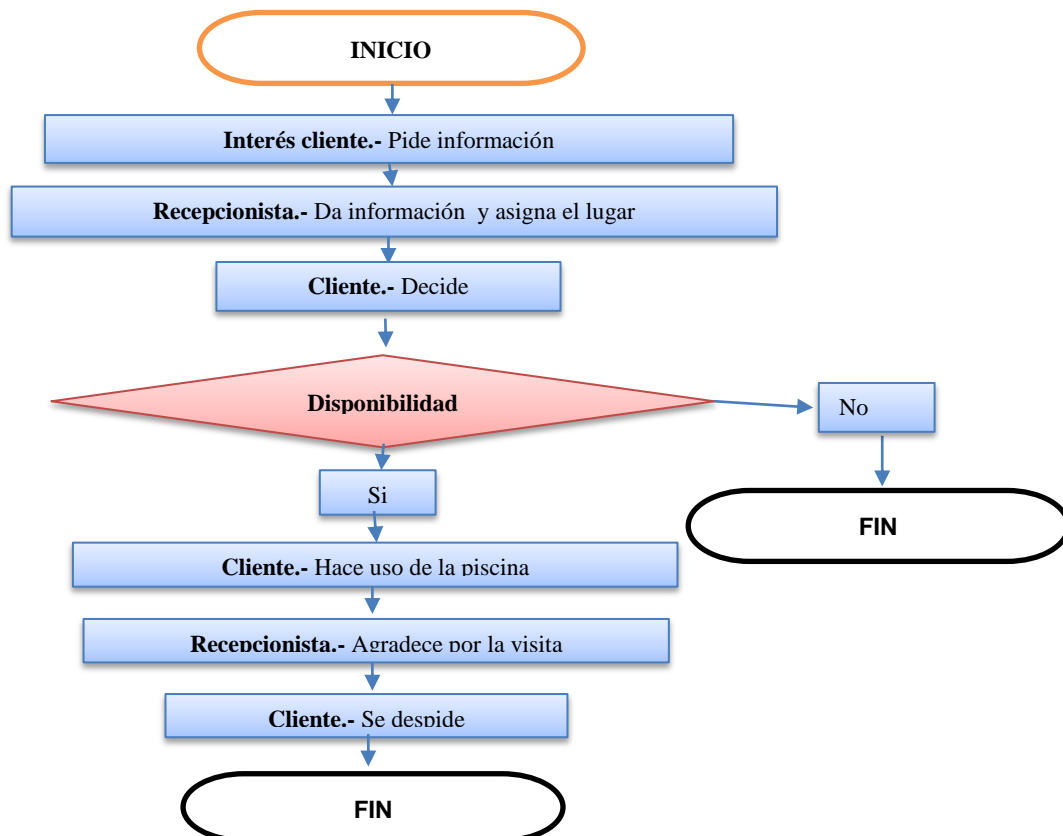 INICIO
Interés cliente.- Pide información
Recepcionista.- Da información y asigna el lugar
Cliente.- Decide
Disponibilidad
No
Si
FIN
Cliente.- Hace uso de la piscina
Recepcionista.- Agradece por la visita
Cliente.- Se despide
FIN